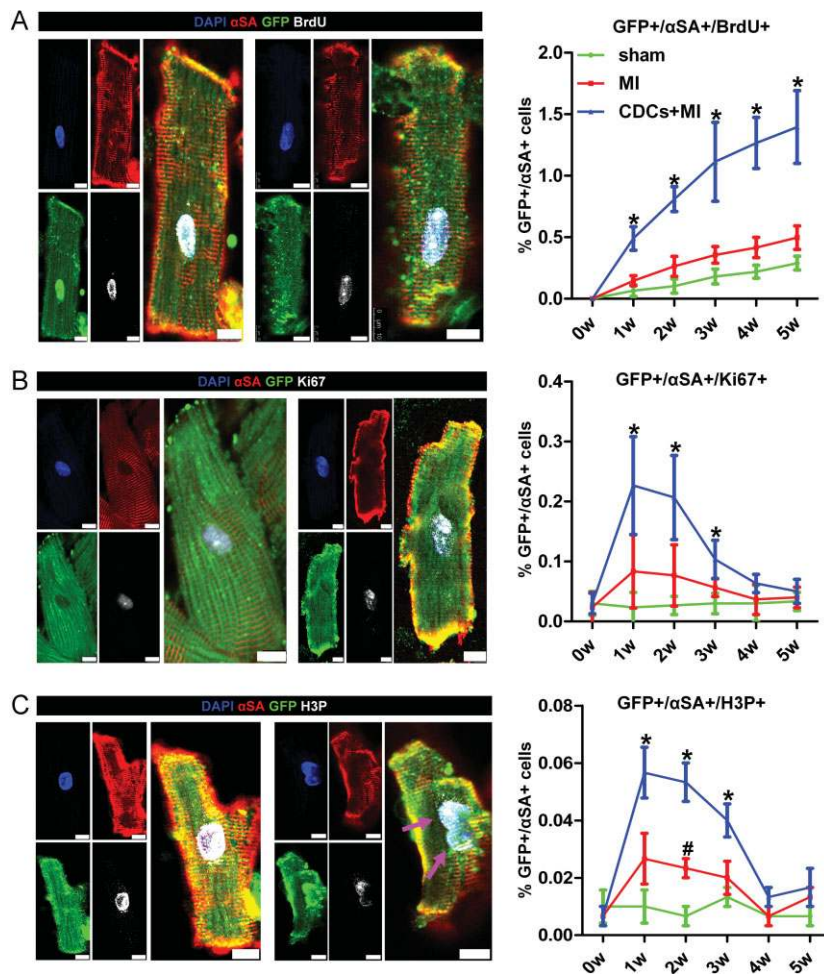 A
DAPI αSA GFP BrdU
GFP+/αSA+/BrdU+
% GFP+/αSA+ cells
2.0
1.5
1.0
0.5
0.0
sham
MI
CDCs+MI
*
*
*
*
*
0w
1w
2w
3w
4w
5w
B
DAPI αSA GFP Ki67
GFP+/αSA+/Ki67+
% GFP+/αSA+ cells
0.4
0.3
0.2
0.1
0.0
*
*
*
0w
1w
2w
3w
4w
5w
C
DAPI αSA GFP H3P
GFP+/αSA+/H3P+
% GFP+/αSA+ cells
0.08
0.06
0.04
0.02
0.00
*
*
*
#
0w
1w
2w
3w
4w
5w